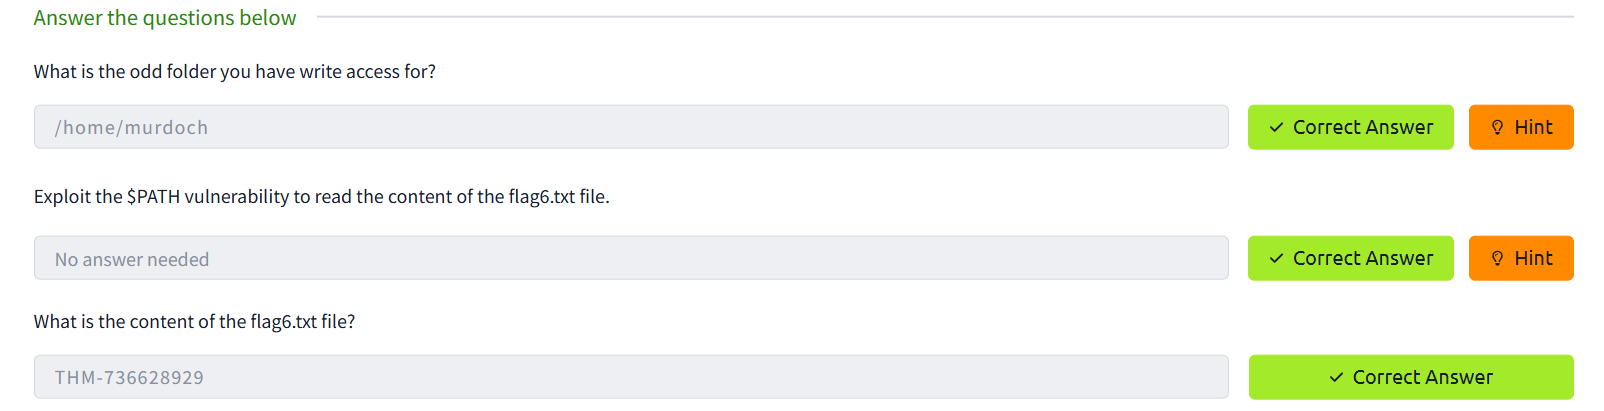 Answer the questions below
What is the odd folder you have write access for?
/home/murdoch
Correct Answer
Hint
Exploit the $PATH vulnerability to read the content of the flag6.txt file.
No answer needed
Correct Answer
Hint
What is the content of the flag6.txt file?
THM-736628929
Correct Answer